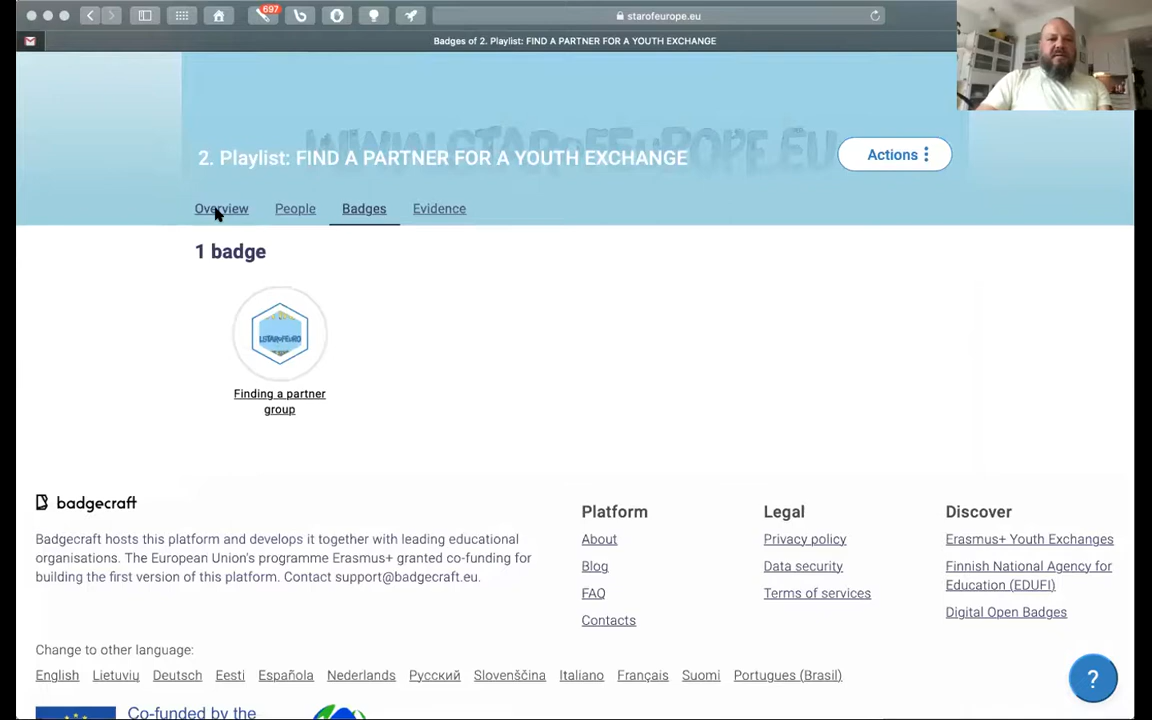 697
starofeurope.eu
Badges of 2. Playlist: FIND A PARTNER FOR A YOUTH EXCHANGE
WWW.STAROFEUROPE.EU
2. Playlist: FIND A PARTNER FOR A YOUTH EXCHANGE
Actions
Overview People Badges Evidence
1 badge
Finding a partner
group
badgecraft
Badgecraft hosts this platform and develops it together with leading educational
organisations. The European Union's programme Erasmus+ granted co-funding for
building the first version of this platform. Contact support@badgecraft.eu.
Platform
About
Blog
FAQ
Contacts
Legal
Privacy policy
Data security
Terms of services
Discover
Erasmus+ Youth Exchanges
Finnish National Agency for
Education (EDUFI)
Digital Open Badges
Change to other language:
English Lietuvių Deutsch Eesti Española Nederlands Русский Slovenščina Italiano Français Suomi Portugues (Brasil)
?
Co-funded by the